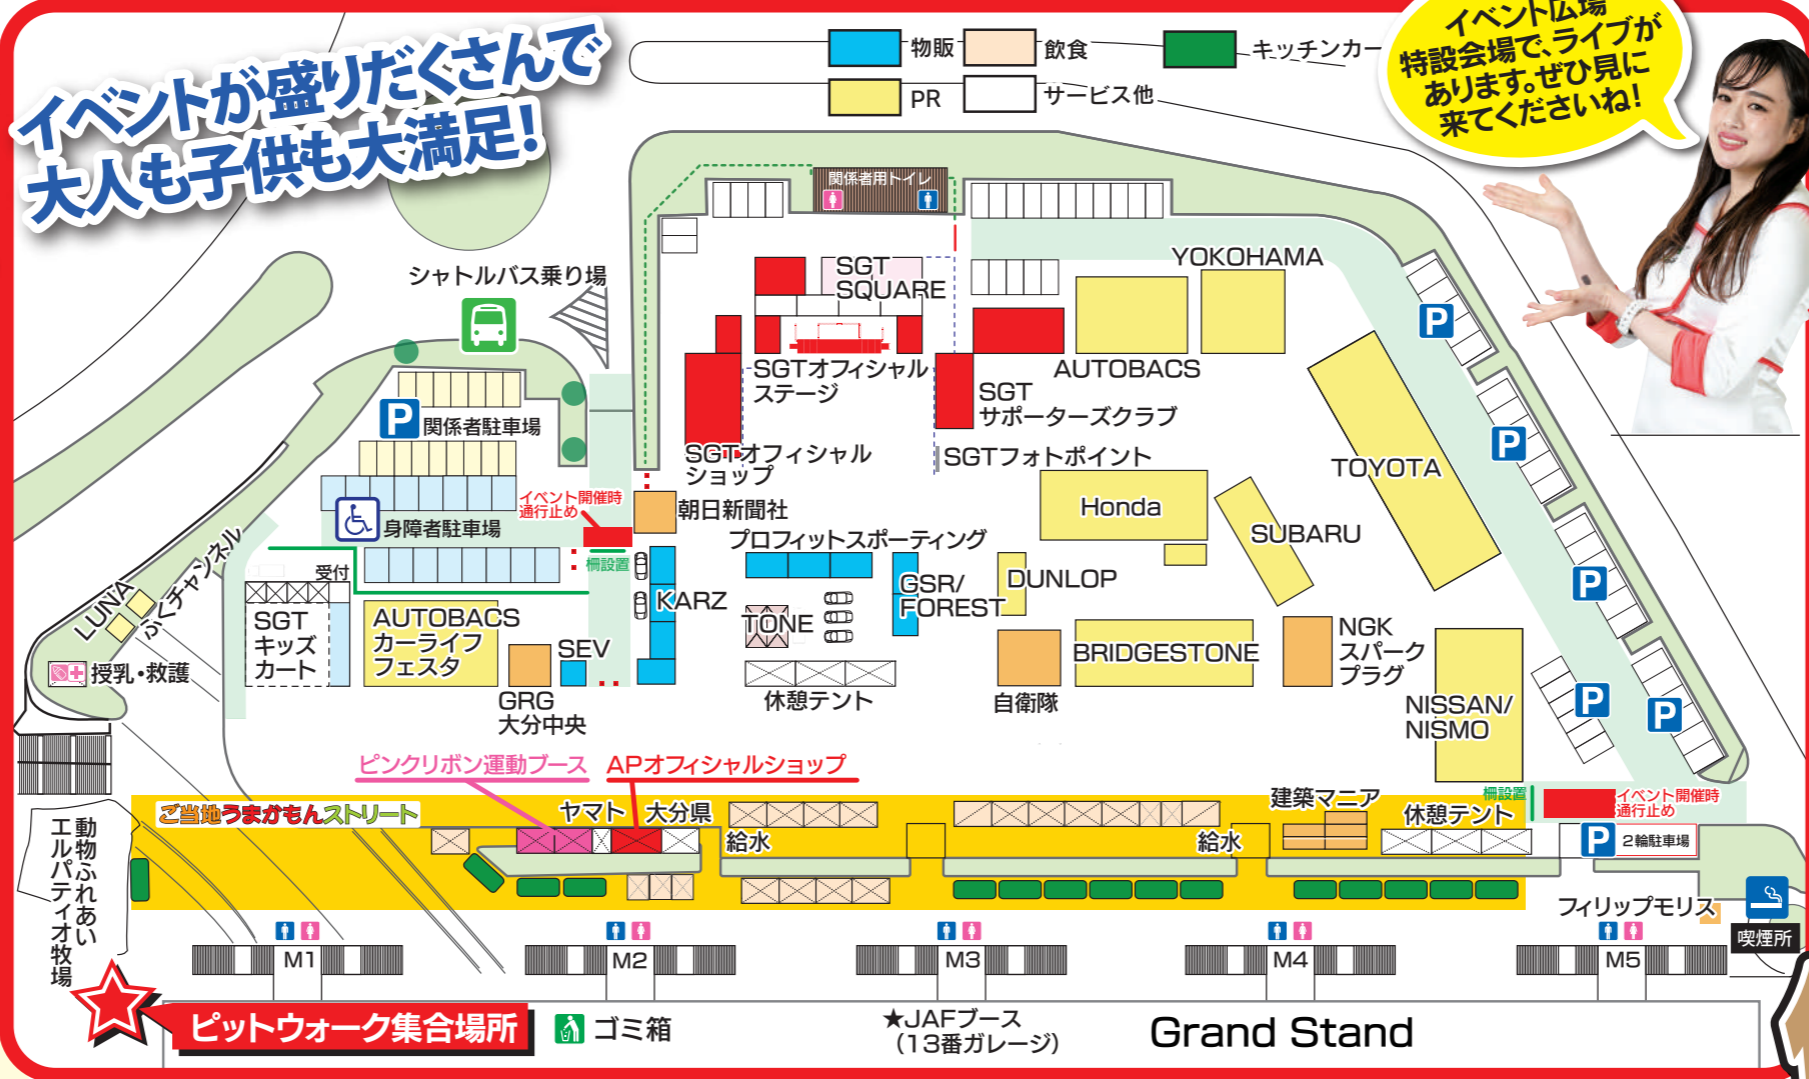 イベントが盛りだくさんで
大人も子供も大満足!
物販
飲食
キッチンカー
PR
サービス他
イベント広場
特設会場で、ライブが
あります。ぜひ見に
来てくださいね!
関係者用トイレ
シャトルバス乗り場
SGT
SQUARE
YOKOHAMA
SGTオフィシャル
ステージ
AUTOBACS
SGT
サポーターズクラブ
P
P
関係者駐車場
SGTオフィシャル
ショップ
SGTフォトポイント
TOYOTA
P
イベント開催時
通行止め
朝日新聞社
Honda
身障者駐車場
SUBARU
プロフィットスポーティング
柵設置
受付
GSR/
FOREST
DUNLOP
P
LUNA
ふくチャンネル
KARZ
TONE
SGT
キッズ
カート
AUTOBACS
カーライフ
フェスタ
SEV
BRIDGESTONE
NGK
スパーク
プラグ
授乳・救護
GRG
大分中央
休憩テント
自衛隊
NISSAN/
NISMO
P
P
ピンクリボン運動ブース
APオフィシャルショップ
柵設置
イベント開催時
通行止め
ご当地うまかもんストリート
ヤマト
大分県
建築マニア
休憩テント
給水
給水
P
2輪駐車場
動物ふれあい
エルパティオ牧場
フィリップモリス
喫煙所
M1
M2
M3
M4
M5
ピットウォーク集合場所
ゴミ箱
★JAFブース
(13番ガレージ)
Grand Stand